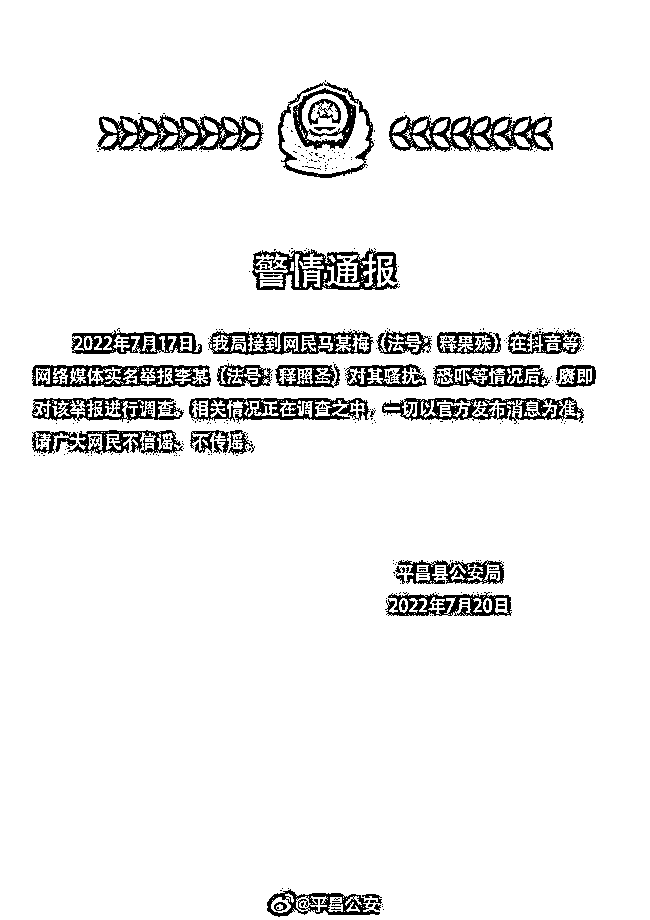 警情通报
2022年7月17日，我局接到网民马某梅（法号：释果殊）在抖音等
网络媒体实名举报李某（法号：释照圣）对其骚扰、恐吓等情况后，随即
对该举报进行调查。相关情况正在调查之中，一切以官方发布消息为准，
请广大网民不信谣、不传谣。
平昌县公安局
2022年7月20日
@平昌公安